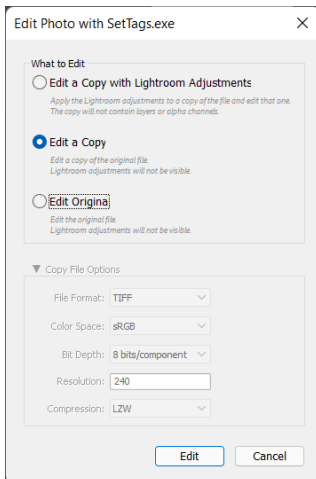 Edit Photo with SetTags.exe
What to Edit
Edit a Copy with Lightroom Adjustments
Apply the Lightroom adjustments to a copy of the file and edit that one.
The copy will not contain layers or alpha channels.
Edit a Copy
Edit a copy of the original file.
Lightroom adjustments will not be visible.
Edit Origina
Edit the original file.
Lightroom adjustments will not be visible.
Copy File Options
File Format: TIFF
Color Space: sRGB
Bit Depth: 8 bits/component
Resolution: 240
Compression: LZW
Edit Cancel